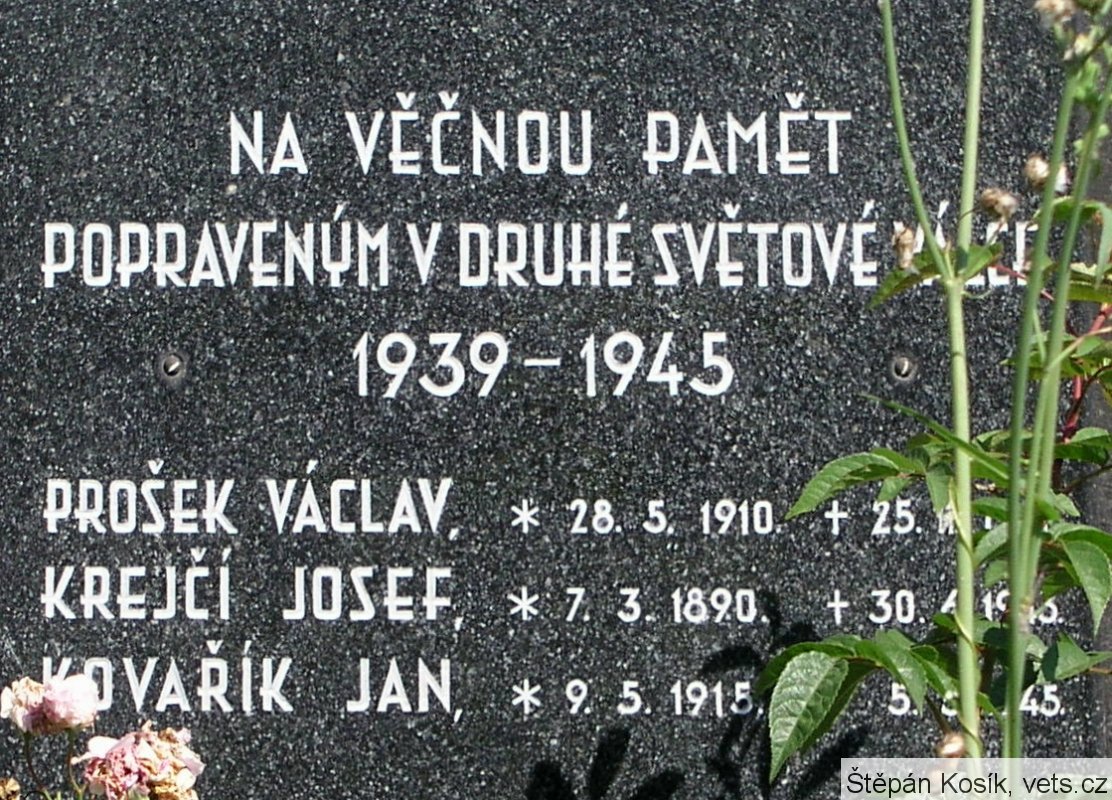 NA VĚČNOU PAMĚT
POPRAVENÝM V DRUHÉ SVĚTOVÉ
1939 – 1945
PROŠEK VÁCLAV, * 28. 5. 1910. + 25.
KREJČÍ JOSEF, * 7. 3. 1890. + 30.
KOVAŘÍK JAN, * 9. 5. 1915
Štěpán Kosík, vets.cz